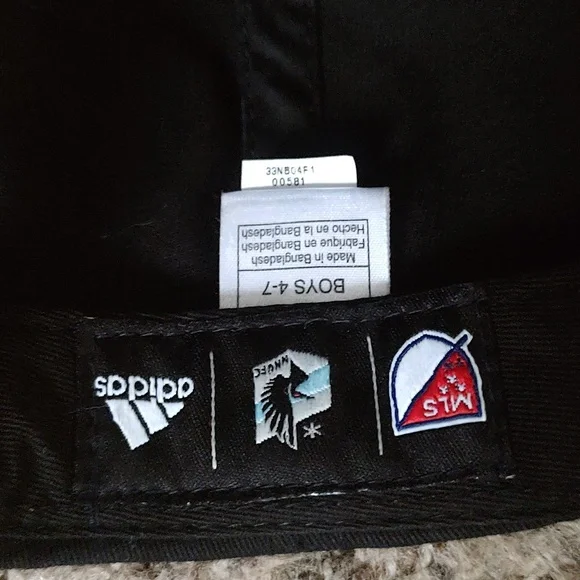 33NB04F1
00581
BOYS 4-7
Made in Bangladesh
Fabriqué en Bangladesh
Hecho en la Bangladesh
adidas
MNUFC
MLS